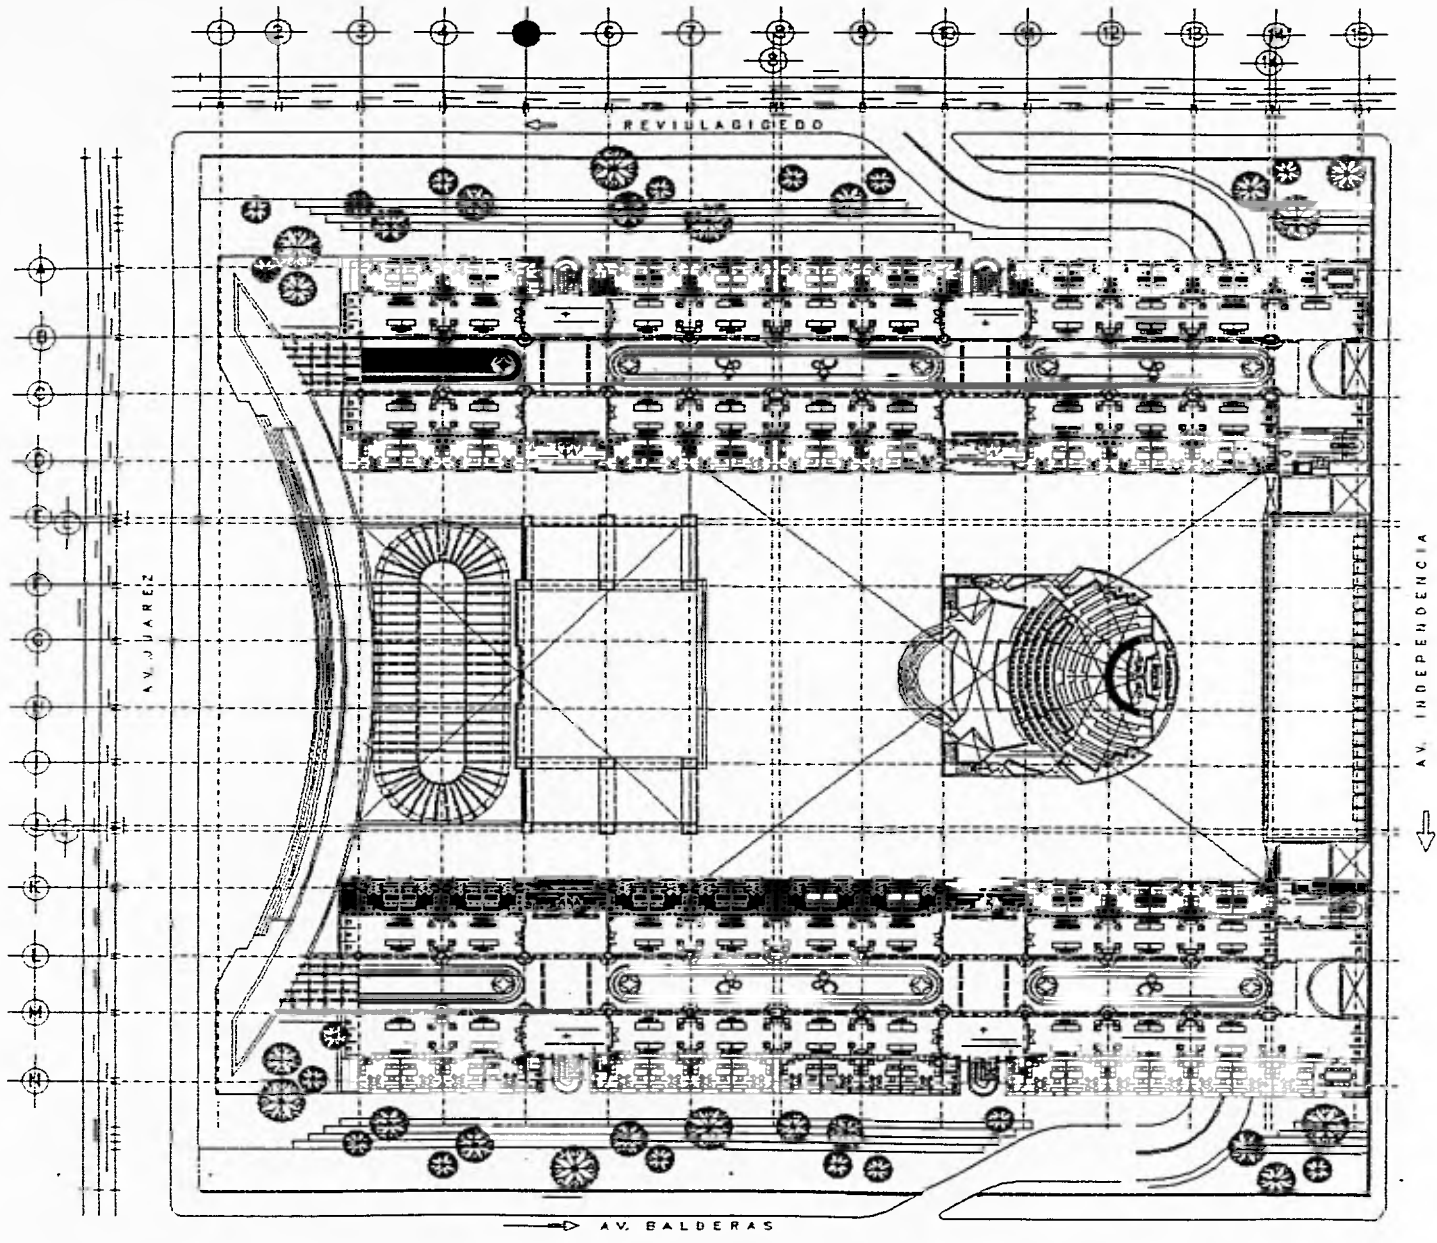 1 2 3 4 6 7 8' 9 10 11 12 13 14' 15
8 14
REVILLAGIGEDO
A
B
C
D
E
F
G
H
I
J
K
L
M
N
AV. JUAREZ
AV. INDEPENDENCIA
AV. BALDERAS